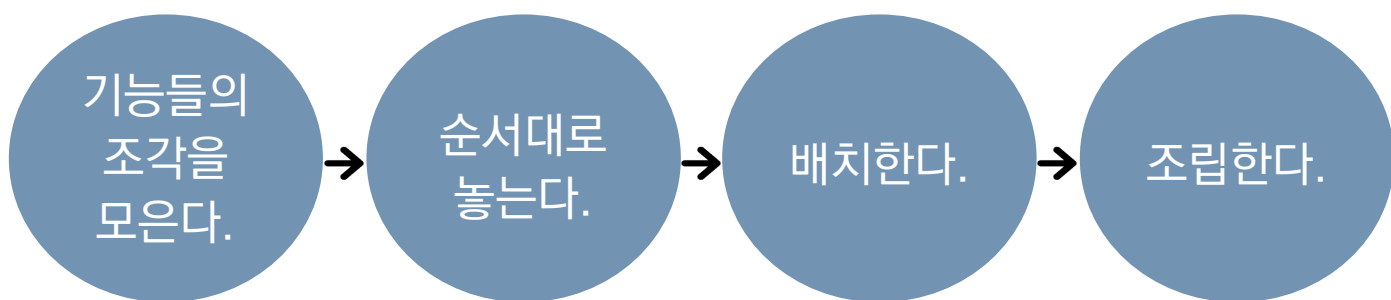 기능들의
조각을
모은다.
순서대로
놓는다.
배치한다.
조립한다.